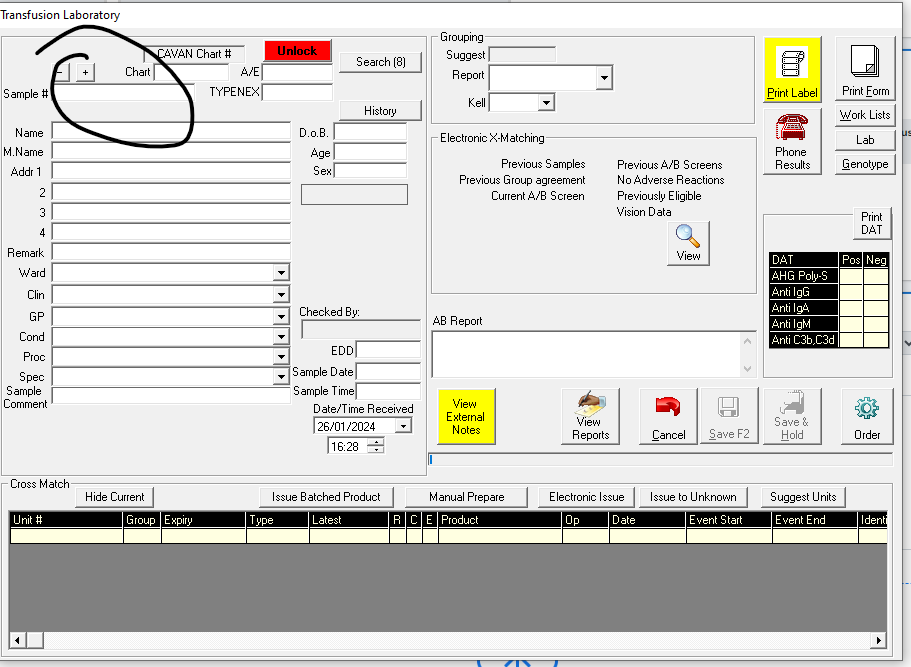 Transfusion Laboratory
CAVAN Chart #
Unlock
- +
Chart
A/E
Search (8)
Sample #
TYPENEX
History
Name
D.o.B.
M.Name
Age
Addr 1
Sex
2
3
4
Remark
Ward
Clin
GP
Checked By:
Cond
EDD
Proc
Sample Date
Spec
Sample Time
Sample
Comment
Date/Time Received
26/01/2024
16:28
Grouping
Suggest
Report
Kell
Electronic X-Matching
Previous Samples
Previous A/B Screens
Previous Group agreement
No Adverse Reactions
Current A/B Screen
Previously Eligible
Vision Data
View
AB Report
View
External
Notes
View
Reports
Cancel
Save F2
Save &
Hold
Order
Print Label
Print Form
Phone
Results
Work Lists
Lab
Genotype
Print
DAT
DAT Pos Neg
AHG Poly-S
Anti IgG
Anti IgA
Anti IgM
Anti C3b,C3d
Cross Match
Hide Current
Issue Batched Product
Manual Prepare
Electronic Issue
Issue to Unknown
Suggest Units
Unit # Group Expiry Type Latest R C E Product Op Date Event Start Event End Identi